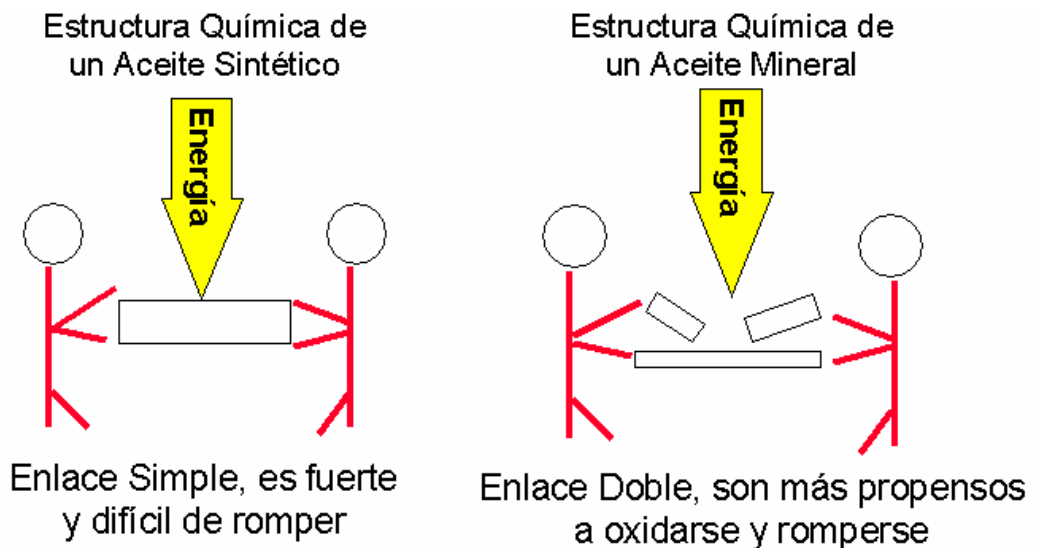 Estructura Química de
un Aceite Sintético
Energía
Enlace Simple, es fuerte
y difícil de romper
Estructura Química de
un Aceite Mineral
Energía
Enlace Doble, son más propensos
a oxidarse y romperse